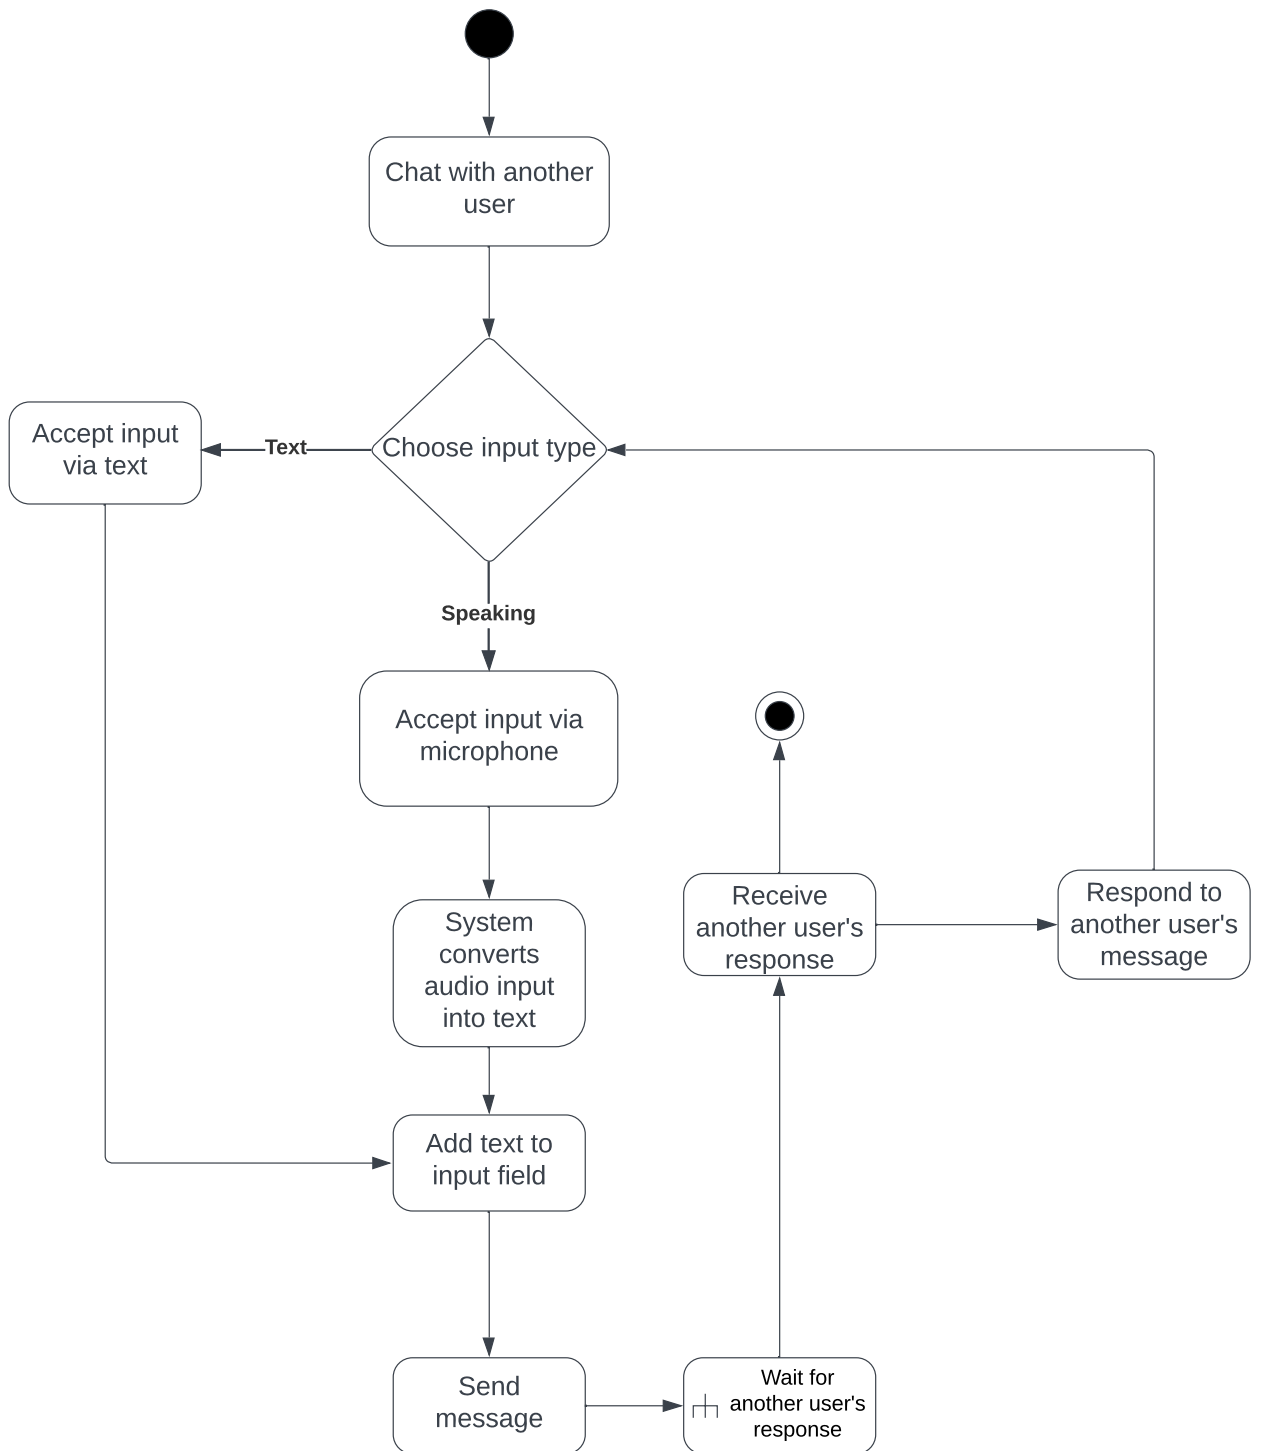 Chat with another
user
Choose input type
Text
Accept input
via text
Speaking
Accept input via
microphone
System
converts
audio input
into text
Add text to
input field
Send
message
Wait for
another user's
response
Receive
another user's
response
Respond to
another user's
message